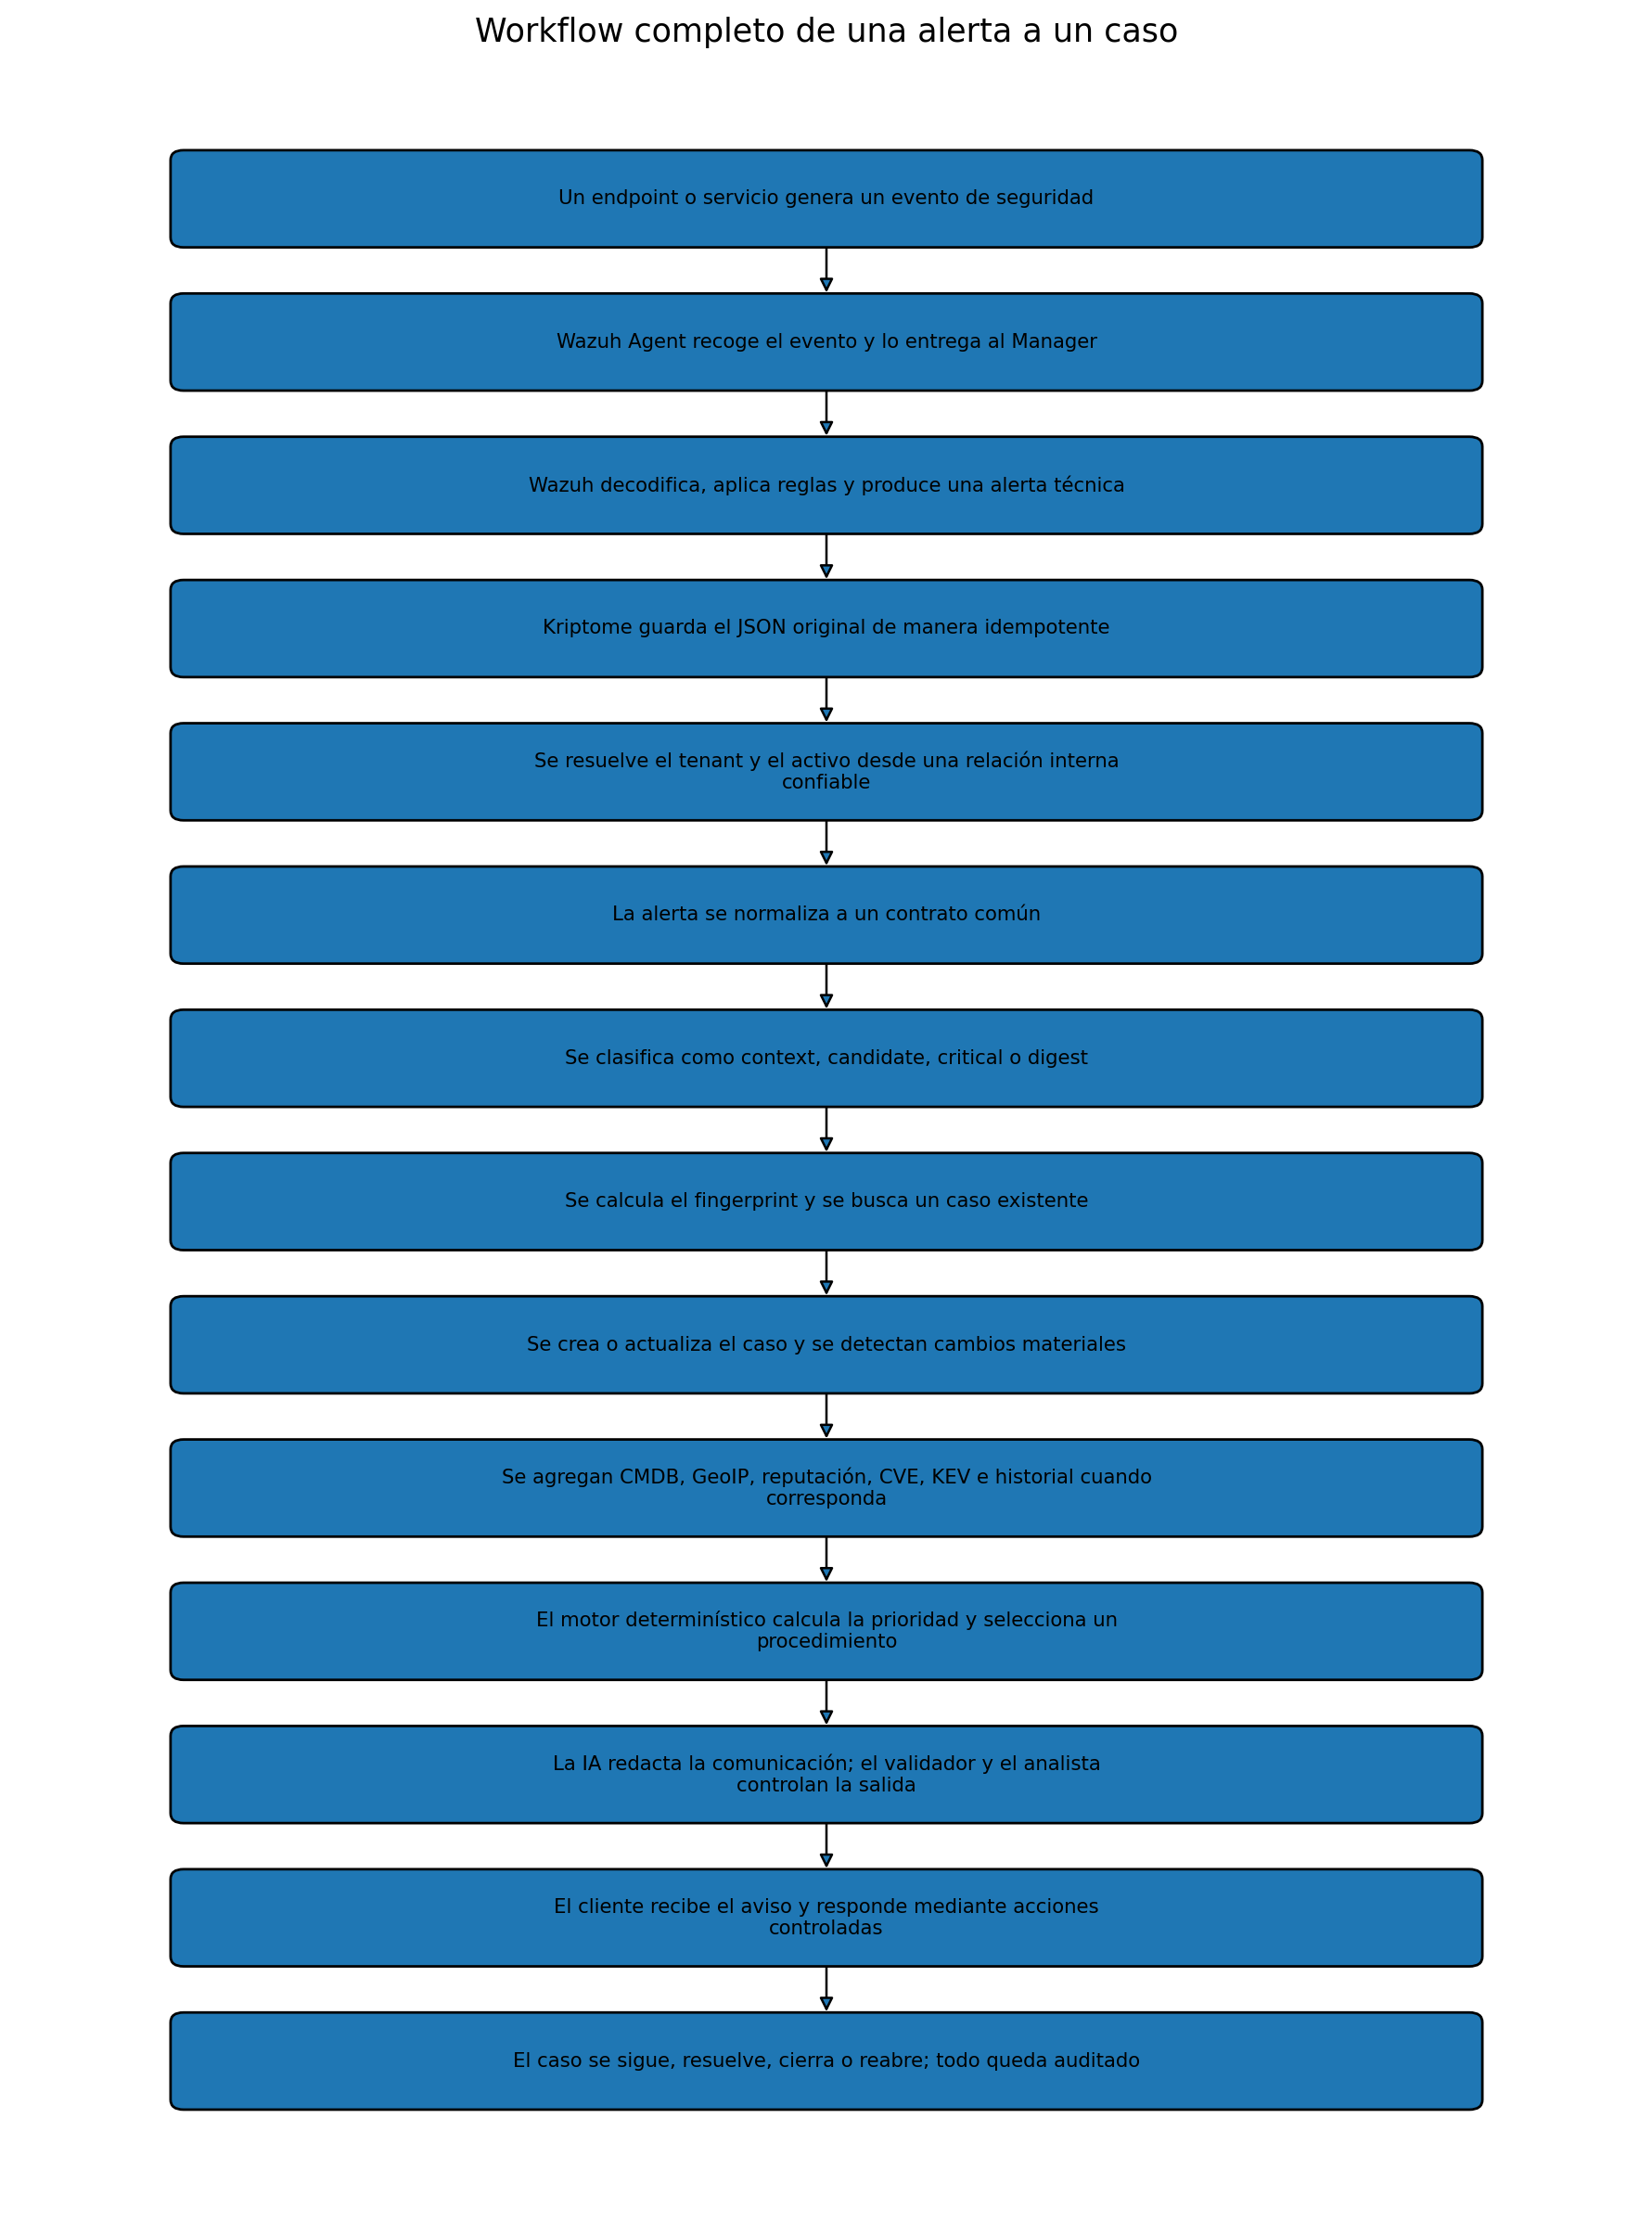 Workflow completo de una alerta a un caso
Un endpoint o servicio genera un evento de seguridad
Wazuh Agent recoge el evento y lo entrega al Manager
Wazuh decodifica, aplica reglas y produce una alerta técnica
Kriptome guarda el JSON original de manera idempotente
Se resuelve el tenant y el activo desde una relación interna
confiable
La alerta se normaliza a un contrato común
Se clasifica como context, candidate, critical o digest
Se calcula el fingerprint y se busca un caso existente
Se crea o actualiza el caso y se detectan cambios materiales
Se agregan CMDB, GeoIP, reputación, CVE, KEV e historial cuando
corresponda
El motor determinístico calcula la prioridad y selecciona un
procedimiento
La IA redacta la comunicación; el validador y el analista
controlan la salida
El cliente recibe el aviso y responde mediante acciones
controladas
El caso se sigue, resuelve, cierra o reabre; todo queda auditado